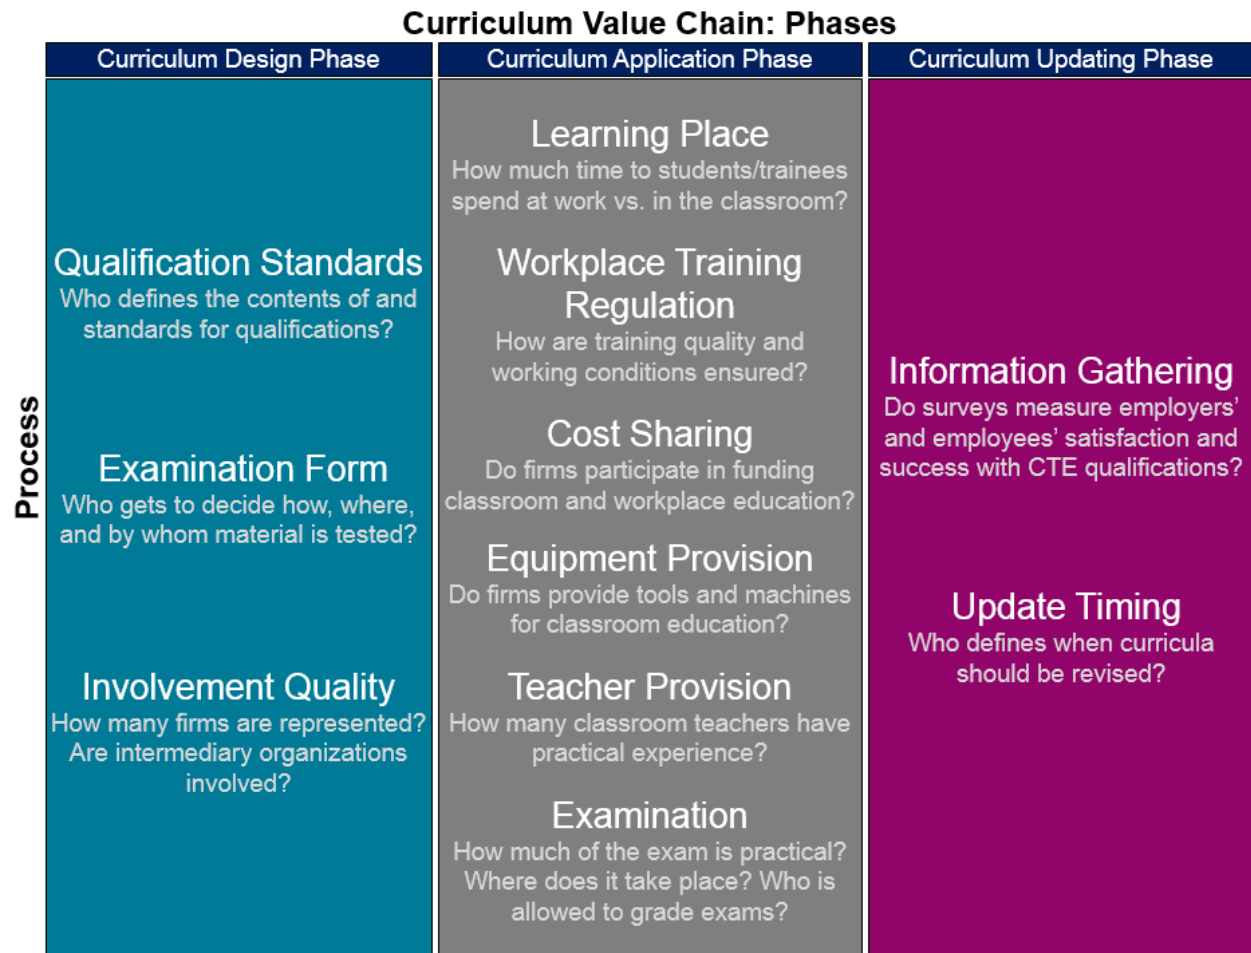 Curriculum Value Chain: Phases
Curriculum Design Phase
Curriculum Application Phase
Curriculum Updating Phase
Process
Qualification Standards
Who defines the contents of and
standards for qualifications?
Examination Form
Who gets to decide how, where,
and by whom material is tested?
Involvement Quality
How many firms are represented?
Are intermediary organizations
involved?
Learning Place
How much time to students/trainees
spend at work vs. in the classroom?
Workplace Training
Regulation
How are training quality and
working conditions ensured?
Cost Sharing
Do firms participate in funding
classroom and workplace education?
Equipment Provision
Do firms provide tools and machines
for classroom education?
Teacher Provision
How many classroom teachers have
practical experience?
Examination
How much of the exam is practical?
Where does it take place? Who is
allowed to grade exams?
Information Gathering
Do surveys measure employers’
and employees’ satisfaction and
success with CTE qualifications?
Update Timing
Who defines when curricula
should be revised?